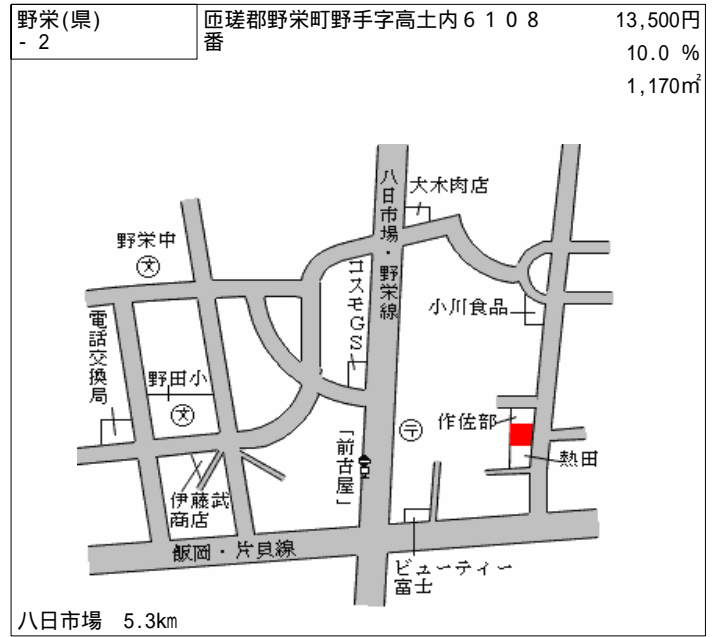 野栄(県)
- 2
匝瑳郡野栄町野手字高土内６１０８
番
13,500円
10.0 %
1,170㎡
八日市場・野栄線
大木肉店
野栄中
文
コスモGS
小川食品
電話交換局
野田小
文
〒
作佐部
「前古屋」
熱田
伊藤武
商店
飯岡・片貝線
ビューティー
富士
八日市場 5.3km